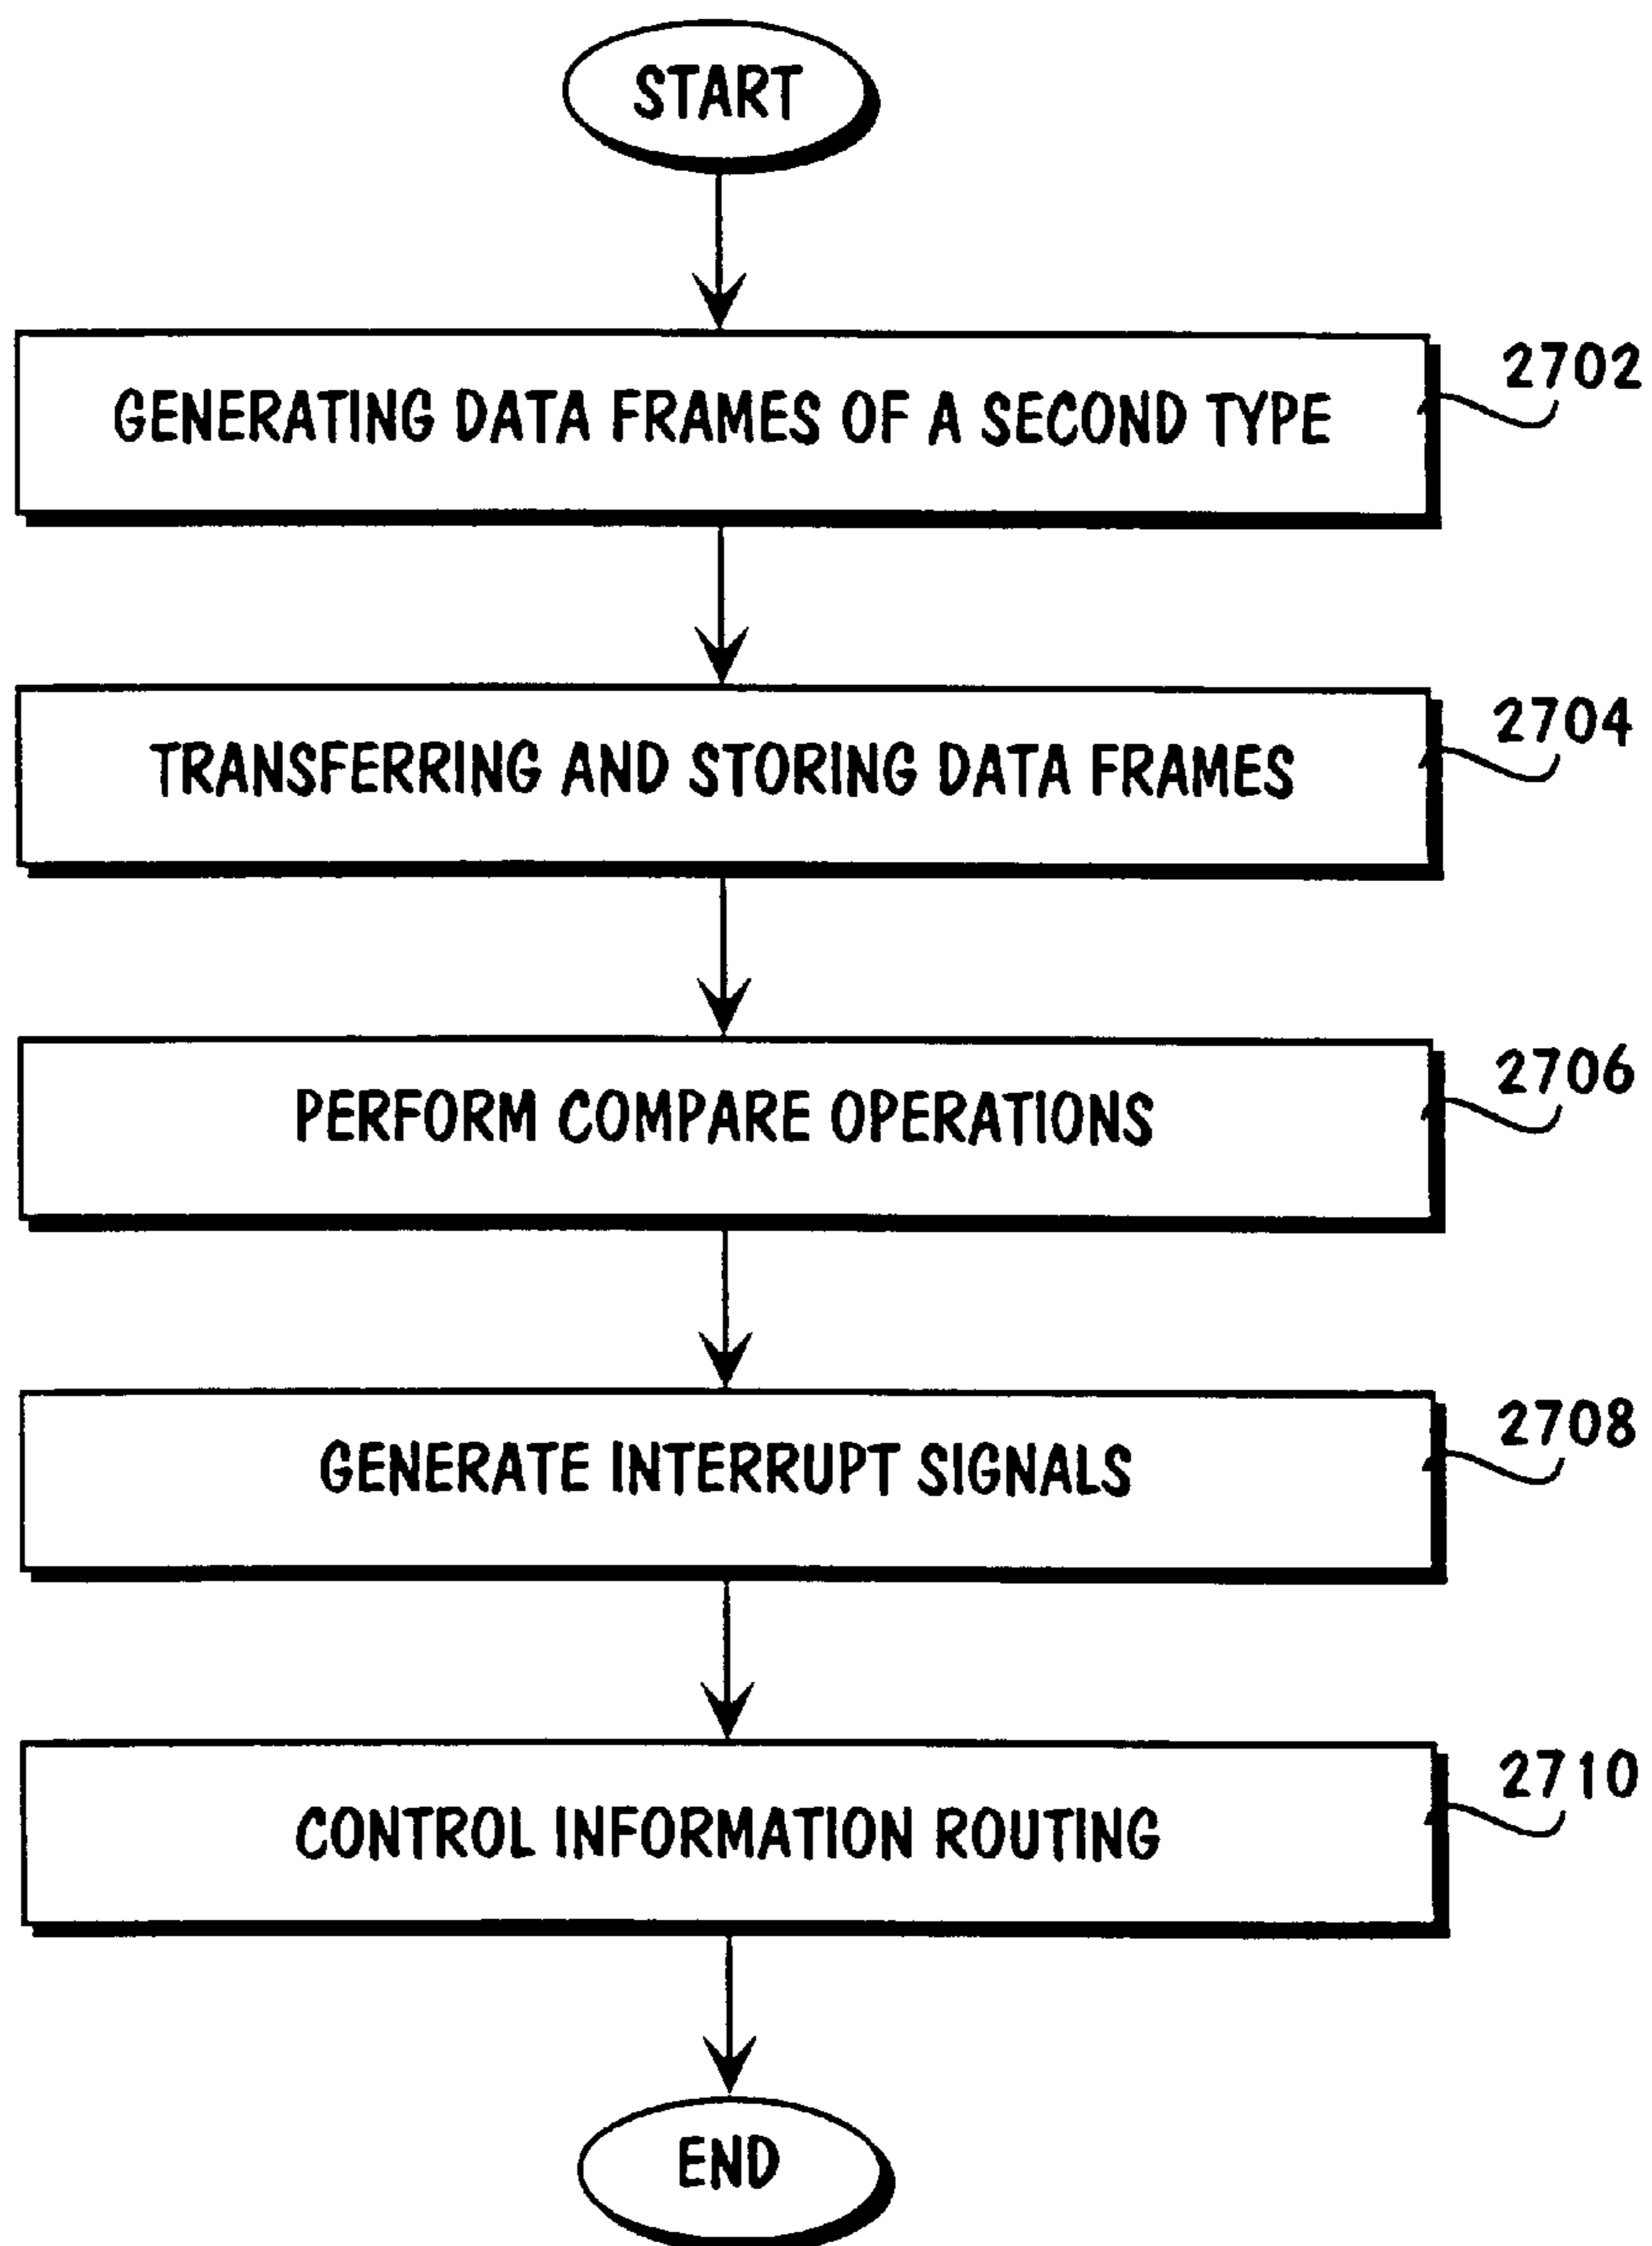 START
GENERATING DATA FRAMES OF A SECOND TYPE
2702
TRANSFERRING AND STORING DATA FRAMES
2704
PERFORM COMPARE OPERATIONS
2706
GENERATE INTERRUPT SIGNALS
2708
CONTROL INFORMATION ROUTING
2710
END